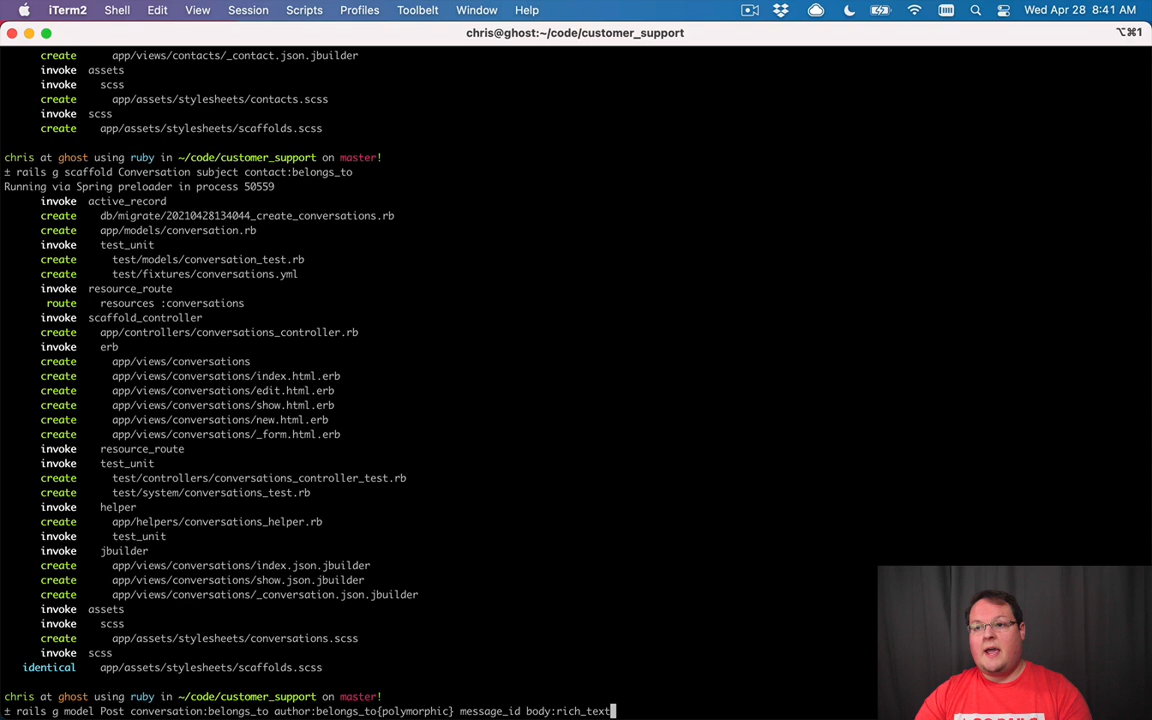 iTerm2 Shell Edit View Session Scripts Profiles Toolbelt Window Help Wed Apr 28 8:41 AM
chris@ghost:~/code/customer_support ⌥⌘1
create app/views/contacts/_contact.json.jbuilder
invoke assets
invoke scss
create app/assets/stylesheets/contacts.scss
invoke scss
create app/assets/stylesheets/scaffolds.scss
chris at ghost using ruby in ~/code/customer_support on master!
± rails g scaffold Conversation subject contact:belongs_to
Running via Spring preloader in process 50559
invoke active_record
create db/migrate/20210428134044_create_conversations.rb
create app/models/conversation.rb
invoke test_unit
create test/models/conversation_test.rb
create test/fixtures/conversations.yml
invoke resource_route
route resources :conversations
invoke scaffold_controller
create app/controllers/conversations_controller.rb
invoke erb
create app/views/conversations
create app/views/conversations/index.html.erb
create app/views/conversations/edit.html.erb
create app/views/conversations/show.html.erb
create app/views/conversations/new.html.erb
create app/views/conversations/_form.html.erb
invoke resource_route
invoke test_unit
create test/controllers/conversations_controller_test.rb
create test/system/conversations_test.rb
invoke helper
create app/helpers/conversations_helper.rb
invoke test_unit
invoke jbuilder
create app/views/conversations/index.json.jbuilder
create app/views/conversations/show.json.jbuilder
create app/views/conversations/_conversation.json.jbuilder
invoke assets
invoke scss
create app/assets/stylesheets/conversations.scss
invoke scss
identical app/assets/stylesheets/scaffolds.scss
chris at ghost using ruby in ~/code/customer_support on master!
± rails g model Post conversation:belongs_to author:belongs_to{polymorphic} message_id body:rich_text